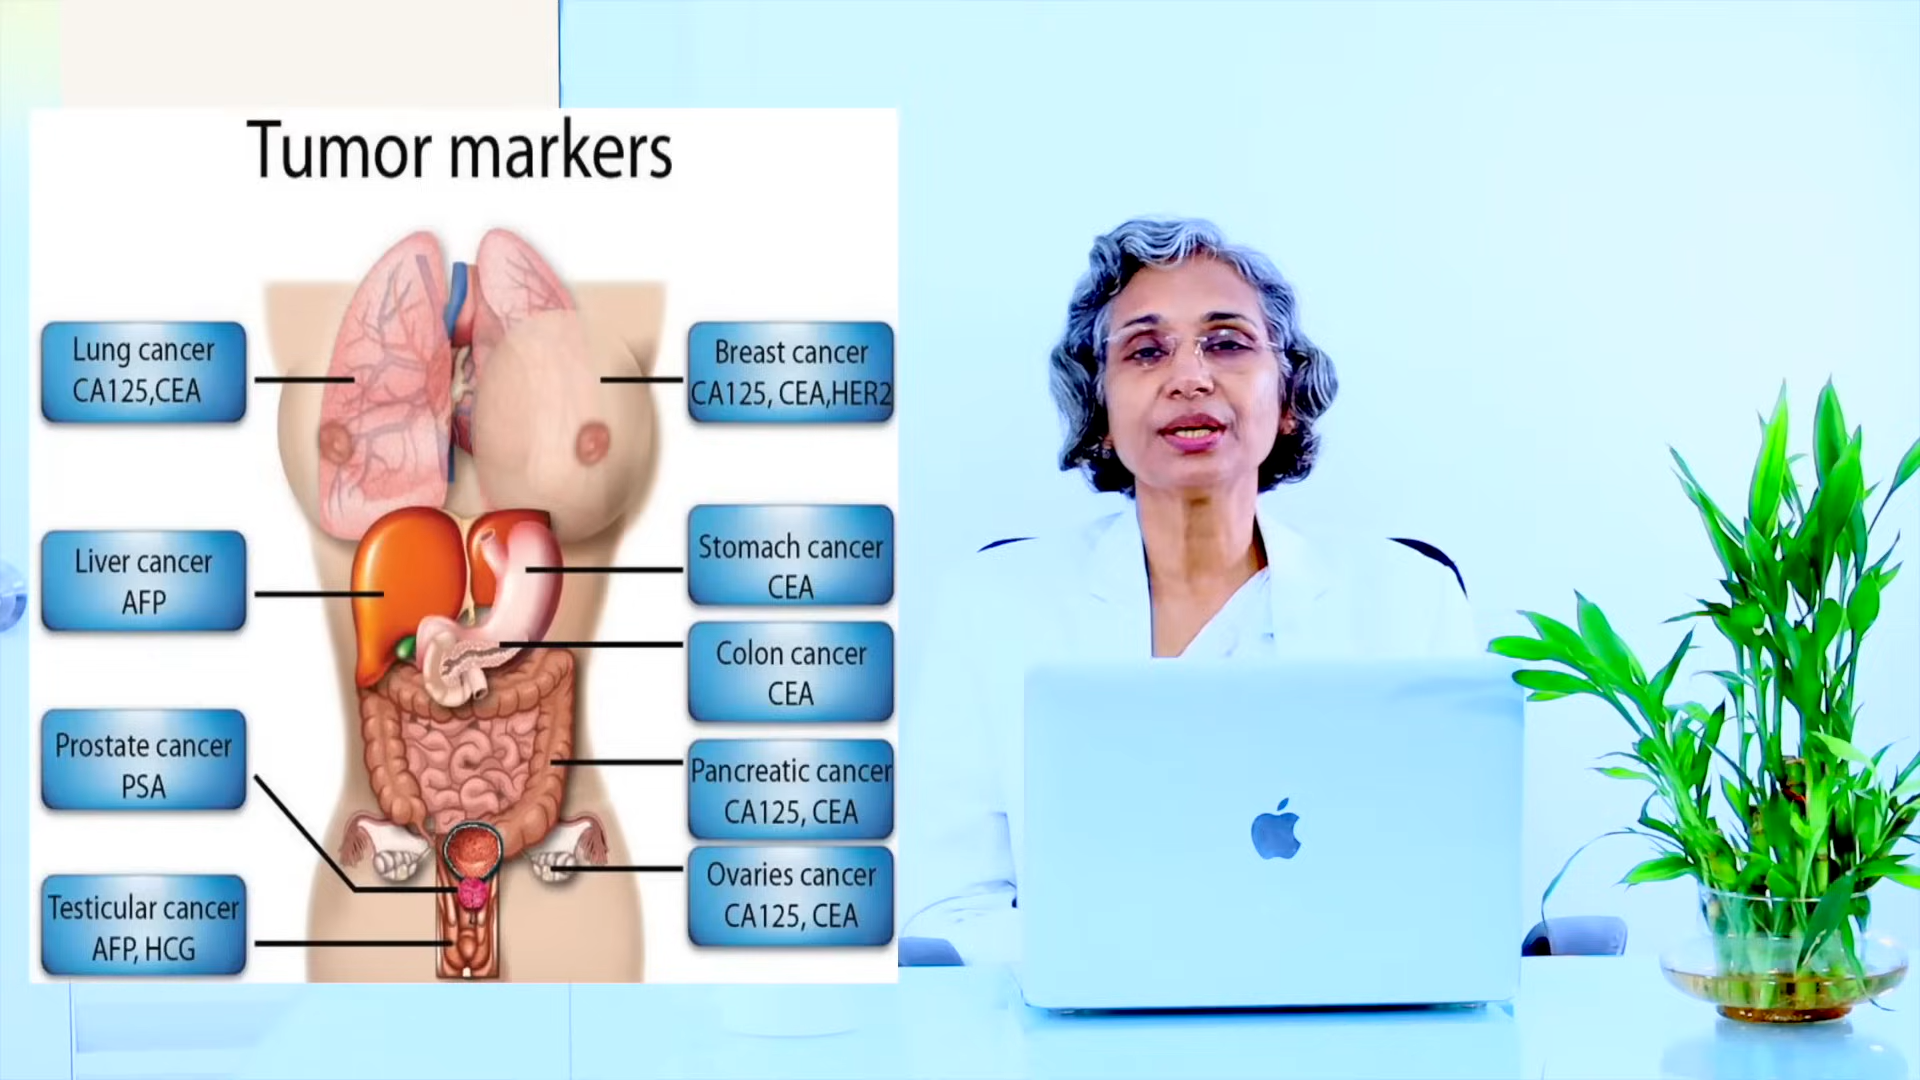 Tumor markers
Lung cancer
CA125,CEA
Liver cancer
AFP
Prostate cancer
PSA
Testicular cancer
AFP, HCG
Breast cancer
CA125, CEA,HER2
Stomach cancer
CEA
Colon cancer
CEA
Pancreatic cancer
CA125, CEA
Ovaries cancer
CA125, CEA